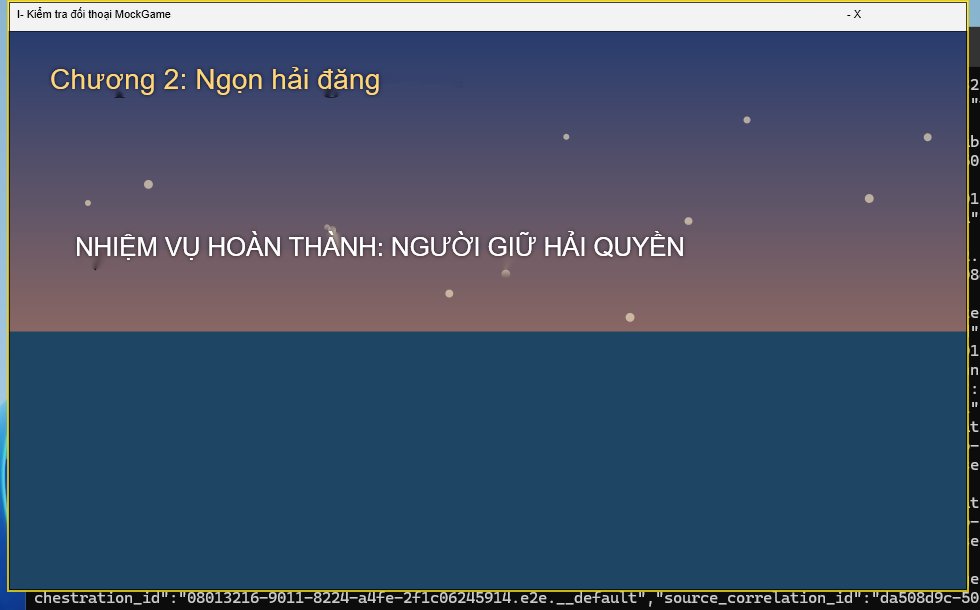 I- Kiểm tra đối thoại MockGame
- X
Chương 2: Ngọn hải đăng
NHIỆM VỤ HOÀN THÀNH: NGƯỜI GIỮ HẢI QUYỀN
chestration_id":"08013216-9011-8224-a4fe-2f1c06245914.e2e.__default","source_correlation_id":"da508d9c-5